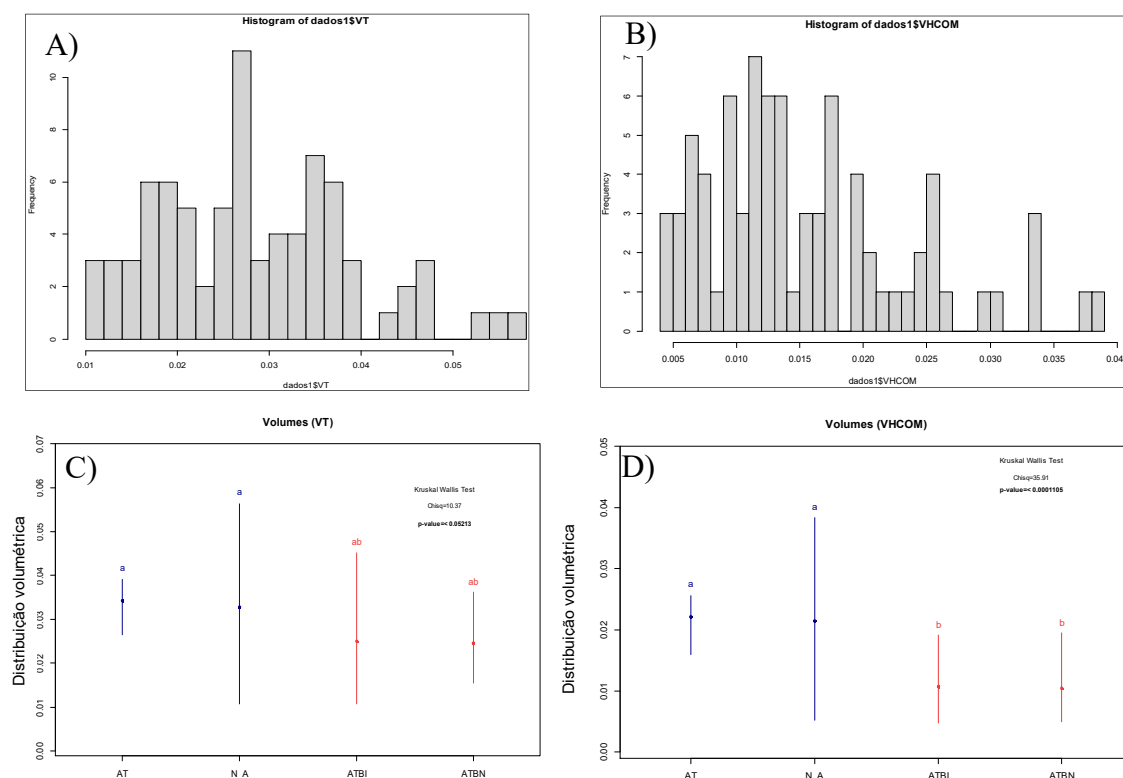 A)
Histogram of dados1$VT
Frequency
0
2
4
6
8
10
0.01
0.02
0.03
0.04
0.05
dados1$VT
B)
Histogram of dados1$VHCOM
Frequency
0
1
2
3
4
5
6
7
0.005
0.010
0.015
0.020
0.025
0.030
0.035
0.04
dados1$VHCOM
Volumes (VT)
C)
Distribuição volumétrica
0.00
0.01
0.02
0.03
0.04
0.05
0.06
0.07
a
a
ab
ab
Kruskal Wallis Test
Chisq=10.37
p-value=< 0.05213
AT
N_A
ATBI
ATBN
Volumes (VHCOM)
D)
Distribuição volumétrica
0.00
0.01
0.02
0.03
0.04
0.05
a
a
b
b
Kruskal Wallis Test
Chisq=35.91
p-value=< 0.0001105
AT
N_A
ATBI
ATBN